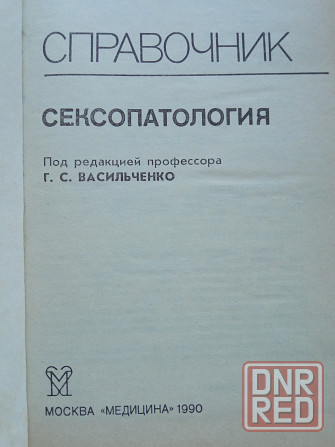 СПРАВОЧНИК
СЕКСОПАТОЛОГИЯ
Под редакцией профессора
Г. С. ВАСИЛЬЧЕНКО
МОСКВА «МЕДИЦИНА» 1990
DNR
RED